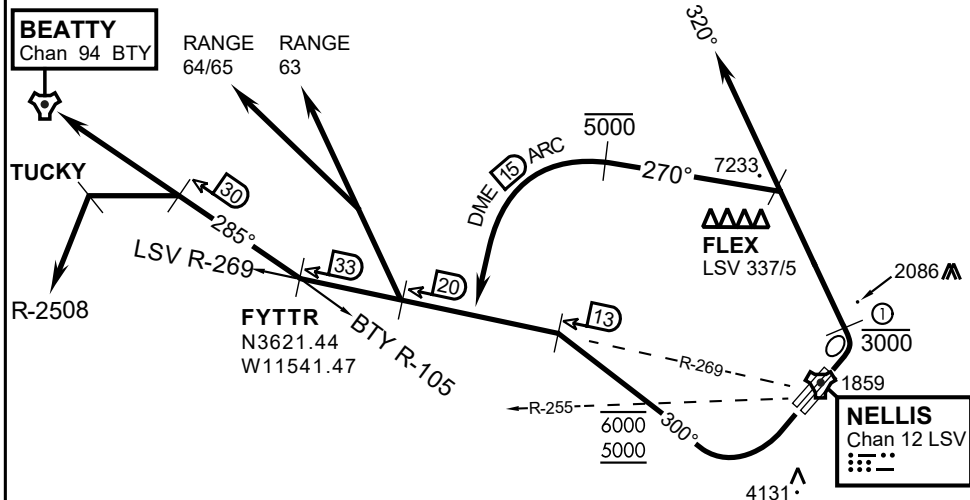 BEATTY
Chan 94 BTY
RANGE
64/65
RANGE
63
320°
5000
DME 15 ARC
270°
7233
TUCKY
30
285°
FLEX
LSV 337/5
LSV R-269
33
20
2086
R-2508
FYTTR
N3621.44
W11541.47
BTY R-105
13
1
3000
R-269
1859
R-255
6000
5000
300°
NELLIS
Chan 12 LSV
4131